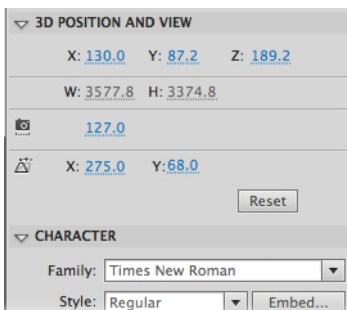 3D POSITION AND VIEW
X: 130.0 Y: 87.2 Z: 189.2
W: 3577.8 H: 3374.8
127.0
X: 275.0 Y: 68.0
Reset
CHARACTER
Family: Times New Roman
Style: Regular Embed...